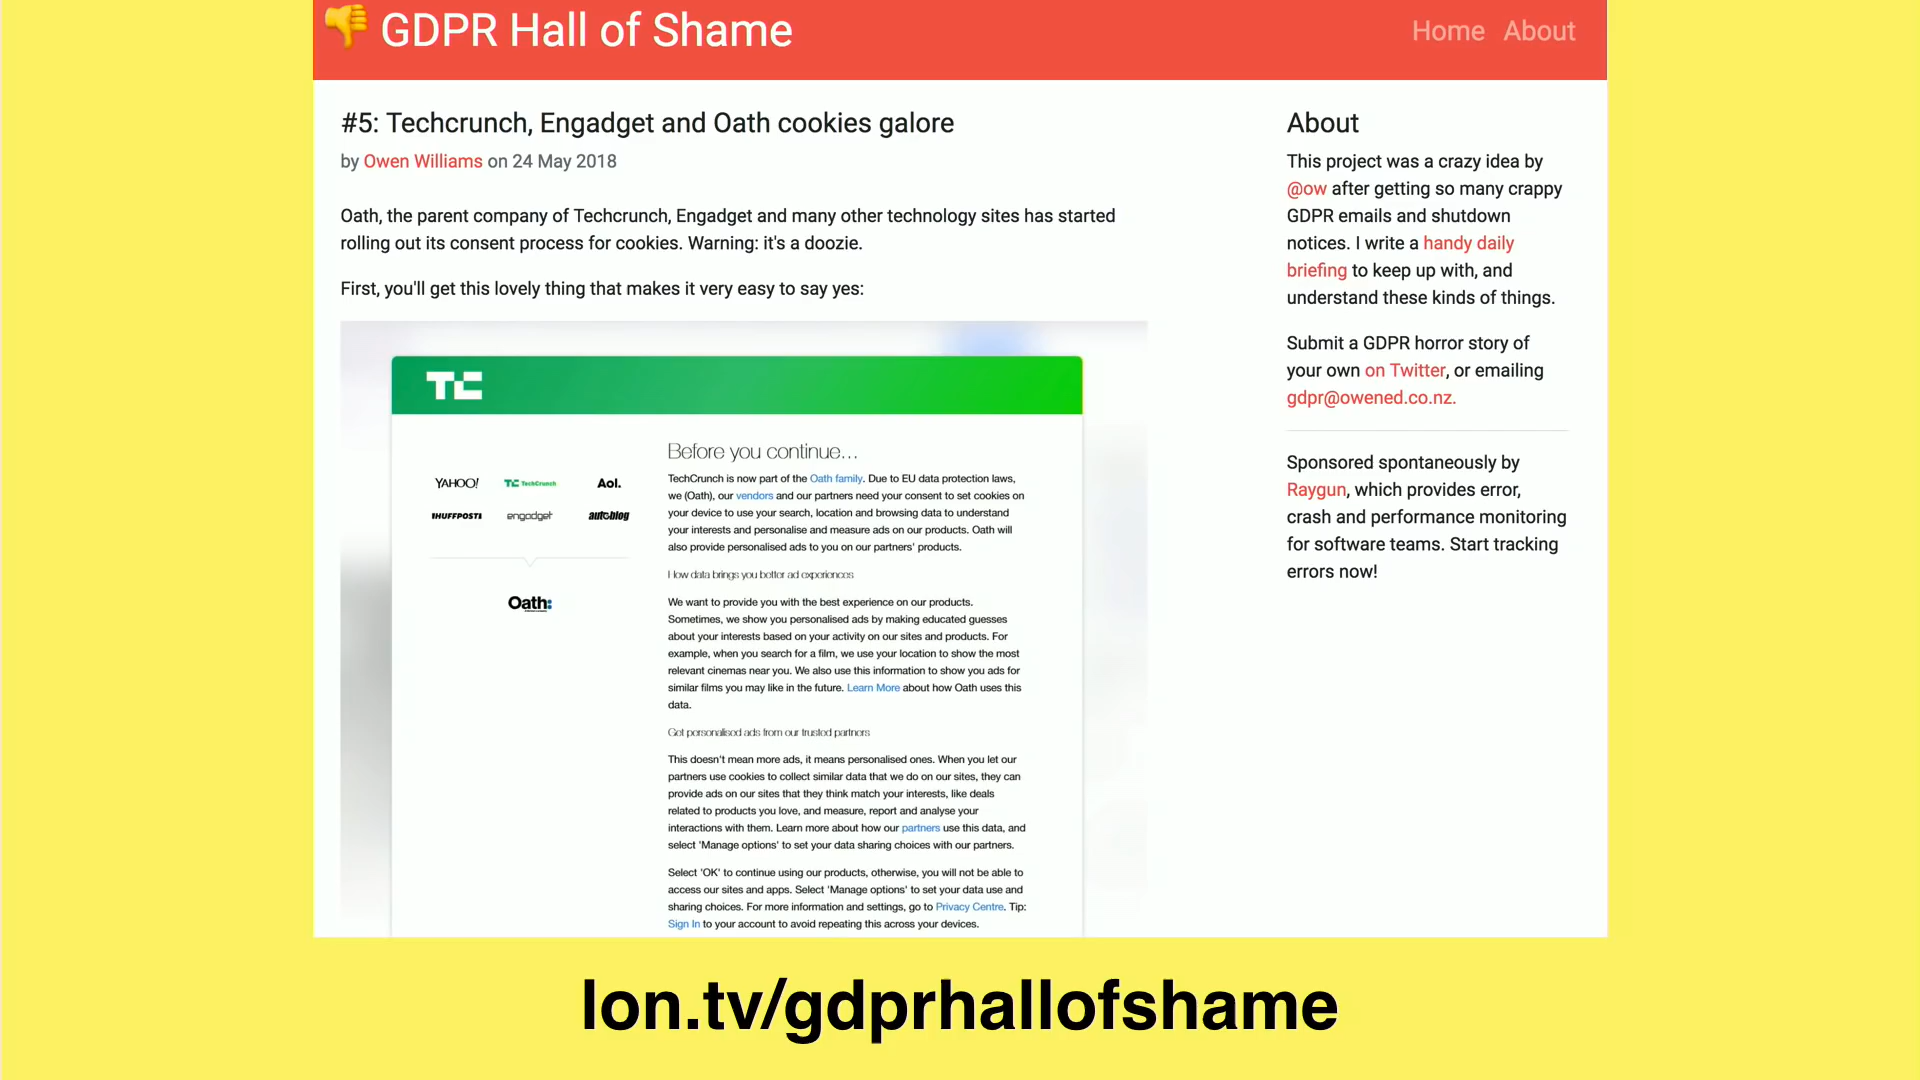 GDPR Hall of Shame
Home About
#5: Techcrunch, Engadget and Oath cookies galore
by Owen Williams on 24 May 2018
Oath, the parent company of Techcrunch, Engadget and many other technology sites has started
rolling out its consent process for cookies. Warning: it's a doozie.
First, you'll get this lovely thing that makes it very easy to say yes:
TC
YAHOO! TC TechCrunch Aol.
HUFFPOST engadget autoblog
Oath:
Before you continue...
TechCrunch is now part of the Oath family. Due to EU data protection laws,
we (Oath), our vendors and our partners need your consent to set cookies on
your device to use your search, location and browsing data to understand
your interests and personalise and measure ads on our products. Oath will
also provide personalised ads to you on our partners' products.
How data brings you better ad experiences
We want to provide you with the best experience on our products.
Sometimes, we show you personalised ads by making educated guesses
about your interests based on your activity on our sites and products. For
example, when you search for a film, we use your location to show the most
relevant cinemas near you. We also use this information to show you ads for
similar films you may like in the future. Learn More about how Oath uses this
data.
Get personalised ads from our trusted partners
This doesn't mean more ads, it means personalised ones. When you let our
partners use cookies to collect similar data that we do on our sites, they can
provide ads on our sites that they think match your interests, like deals
related to products you love, and measure, report and analyse your
interactions with them. Learn more about how our partners use this data, and
select 'Manage options' to set your data sharing choices with our partners.
Select 'OK' to continue using our products, otherwise, you will not be able to
access our sites and apps. Select 'Manage options' to set your data use and
sharing choices. For more information and settings, go to Privacy Centre. Tip:
Sign In to your account to avoid repeating this across your devices.
About
This project was a crazy idea by
@ow after getting so many crappy
GDPR emails and shutdown
notices. I write a handy daily
briefing to keep up with, and
understand these kinds of things.
Submit a GDPR horror story of
your own on Twitter, or emailing
gdpr@owened.co.nz.
Sponsored spontaneously by
Raygun, which provides error,
crash and performance monitoring
for software teams. Start tracking
errors now!
lon.tv/gdprhallofshame